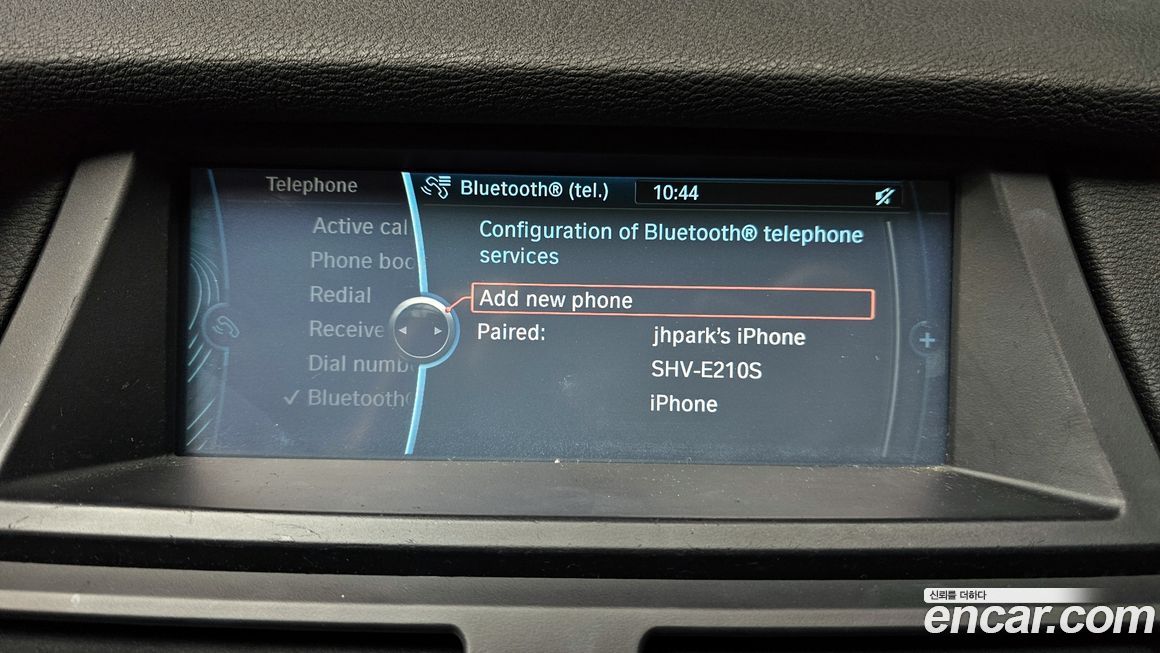 Telephone
Active cal
Phone boo
Redial
Receive
Dial numb
Bluetooth
Bluetooth® (tel.)
10:44
Configuration of Bluetooth® telephone
services
Add new phone
Paired: jhpark's iPhone
SHV-E210S
iPhone
신뢰를 더하다
encar.com